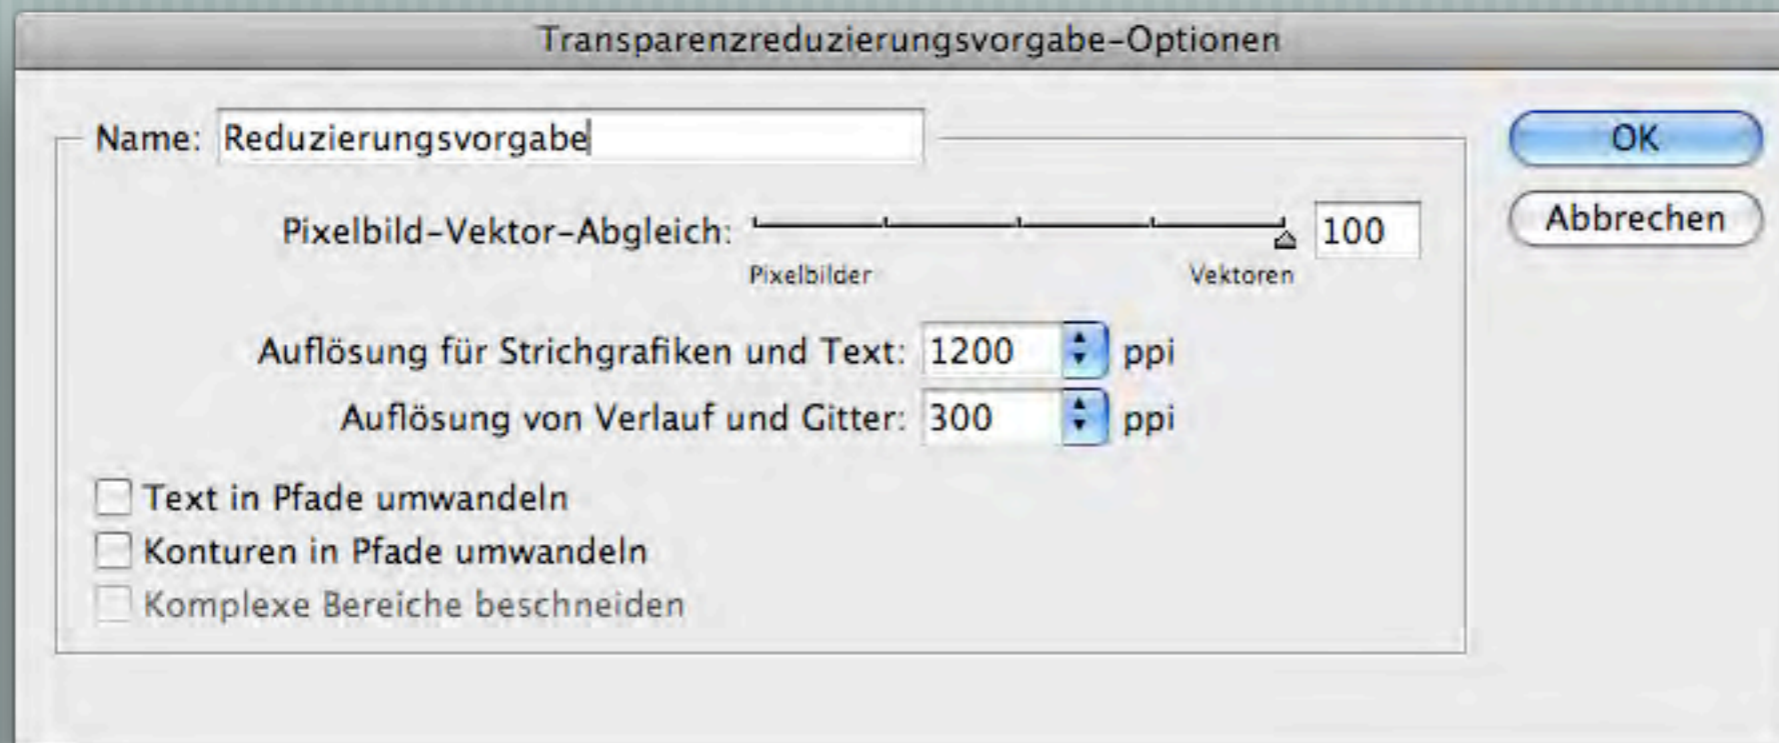 Transparenzreduzierungsvorgabe-Optionen
Name: Reduzierungsvorgabe
OK
Pixelbild-Vektor-Abgleich: 100
Abbrechen
Pixelbilder Vektoren
Auflösung für Strichgrafiken und Text: 1200 ppi
Auflösung von Verlauf und Gitter: 300 ppi
Text in Pfade umwandeln
Konturen in Pfade umwandeln
Komplexe Bereiche beschneiden